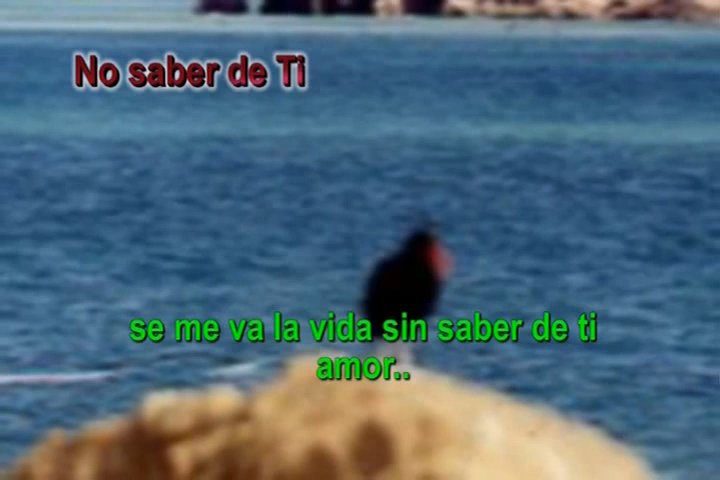 No saber de Ti
se me va la vida sin saber de ti
amor..